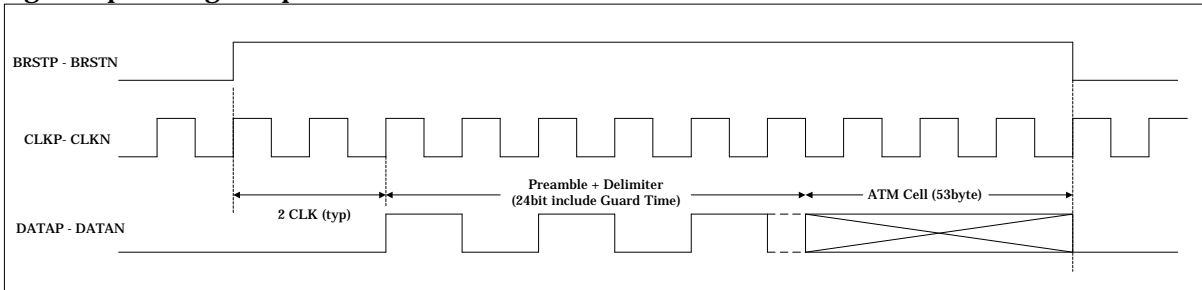 BRSTP - BRSTN
CLKP- CLKN
Preamble + Delimiter
(24bit include Guard Time)
ATM Cell (53byte)
2 CLK (typ)
DATAP - DATAN